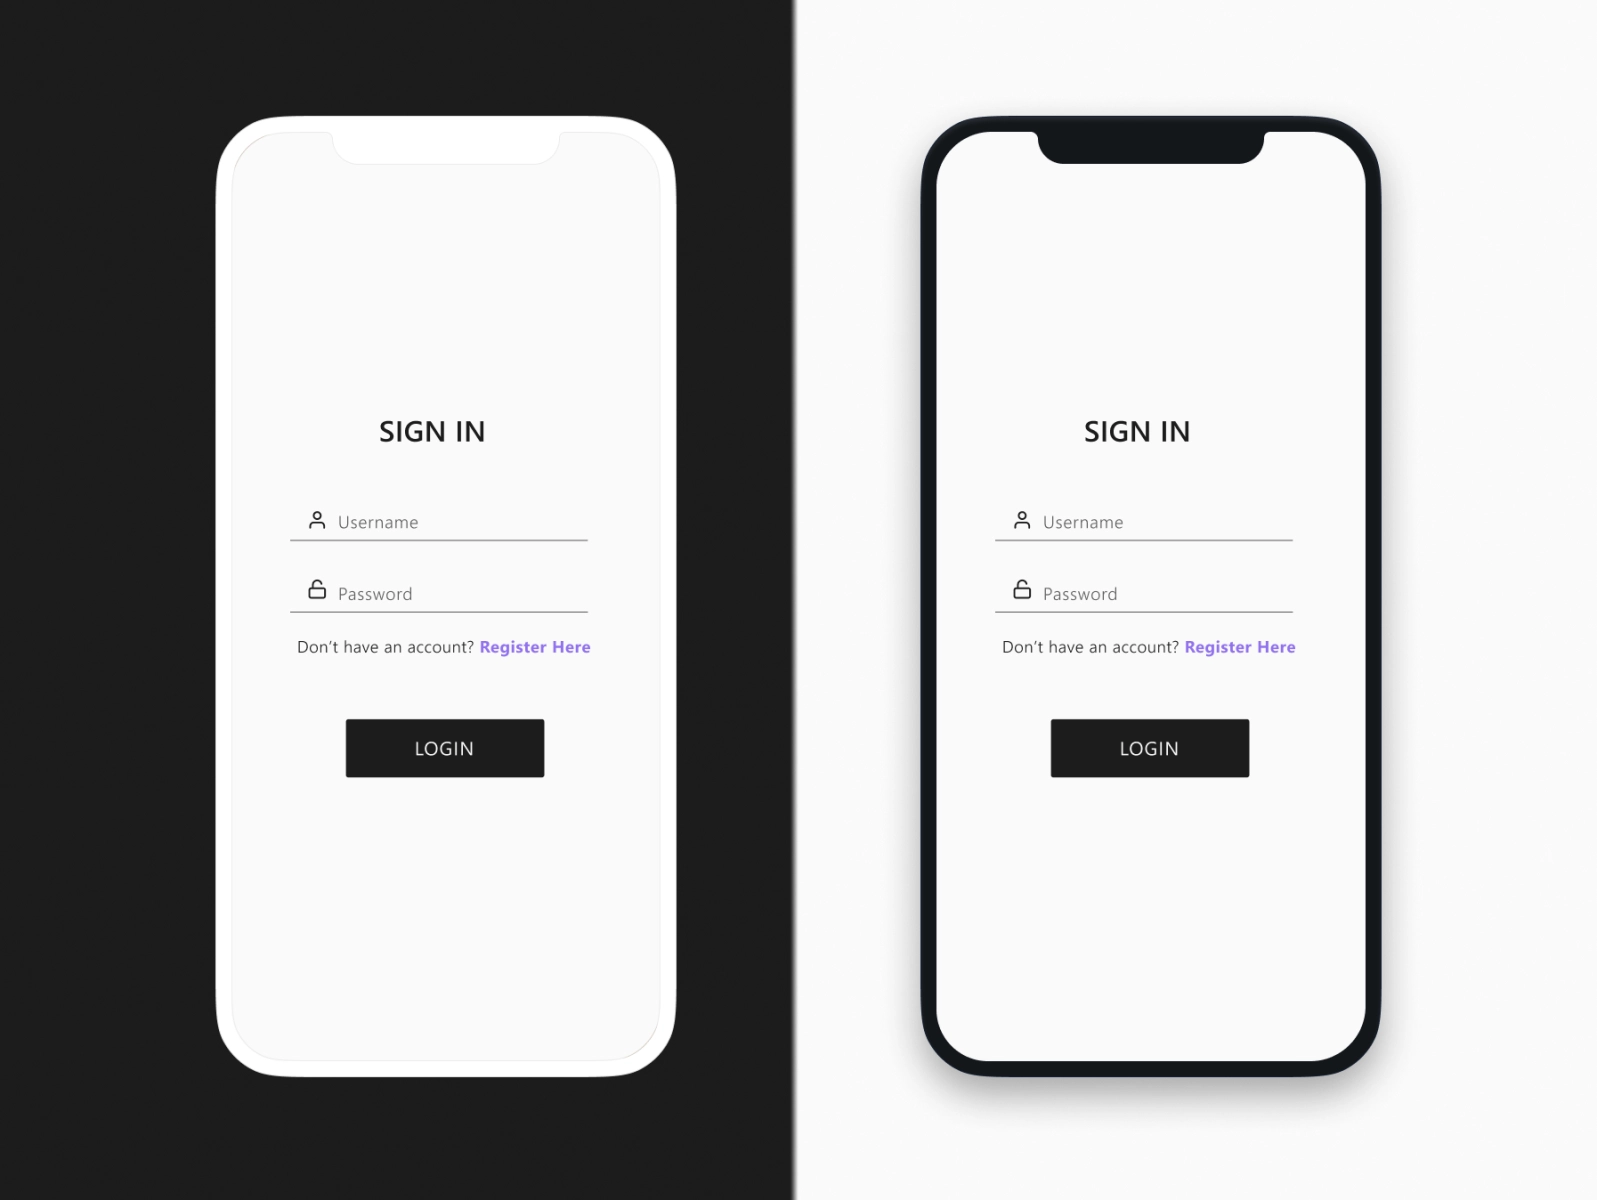 SIGN IN
Username
Password
Don't have an account? Register Here
LOGIN
SIGN IN
Username
Password
Don't have an account? Register Here
LOGIN